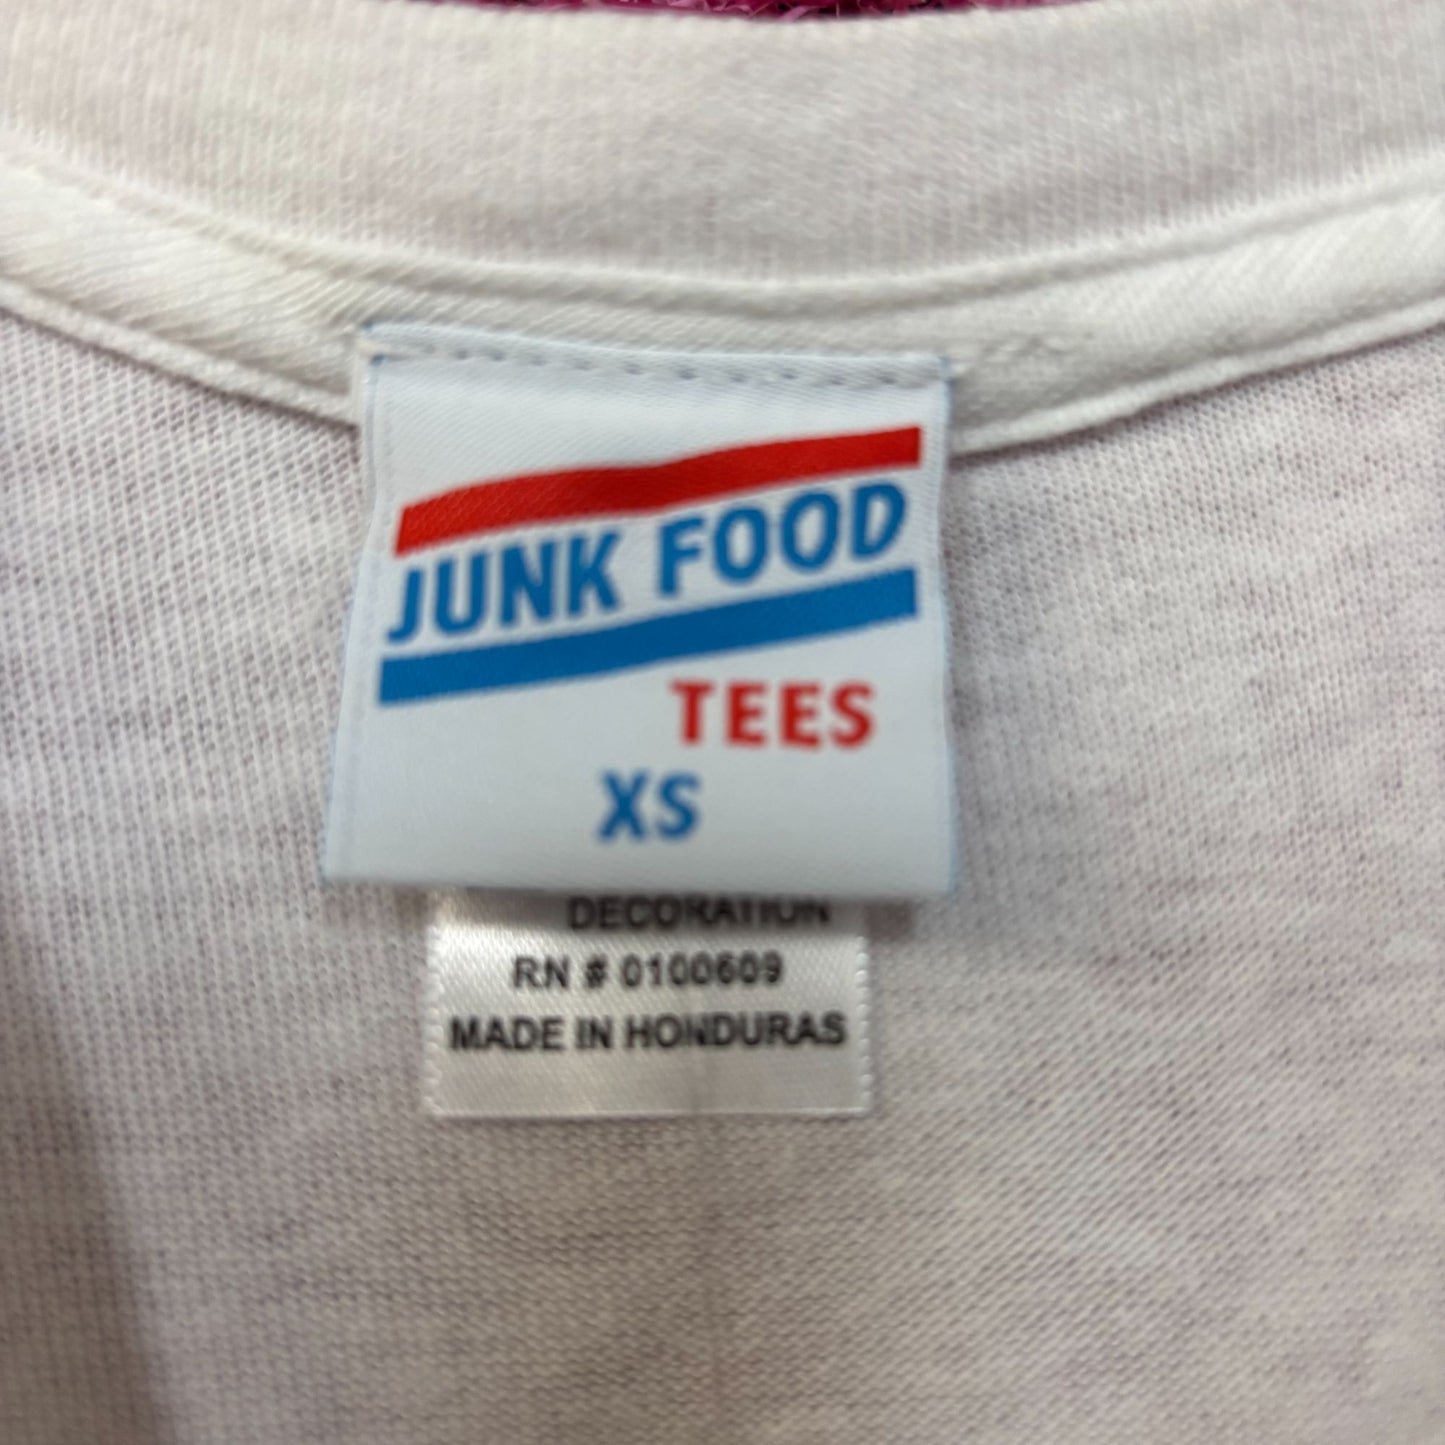 JUNK FOOD
TEES
XS
DECORATION
RN # 0100609
MADE IN HONDURAS